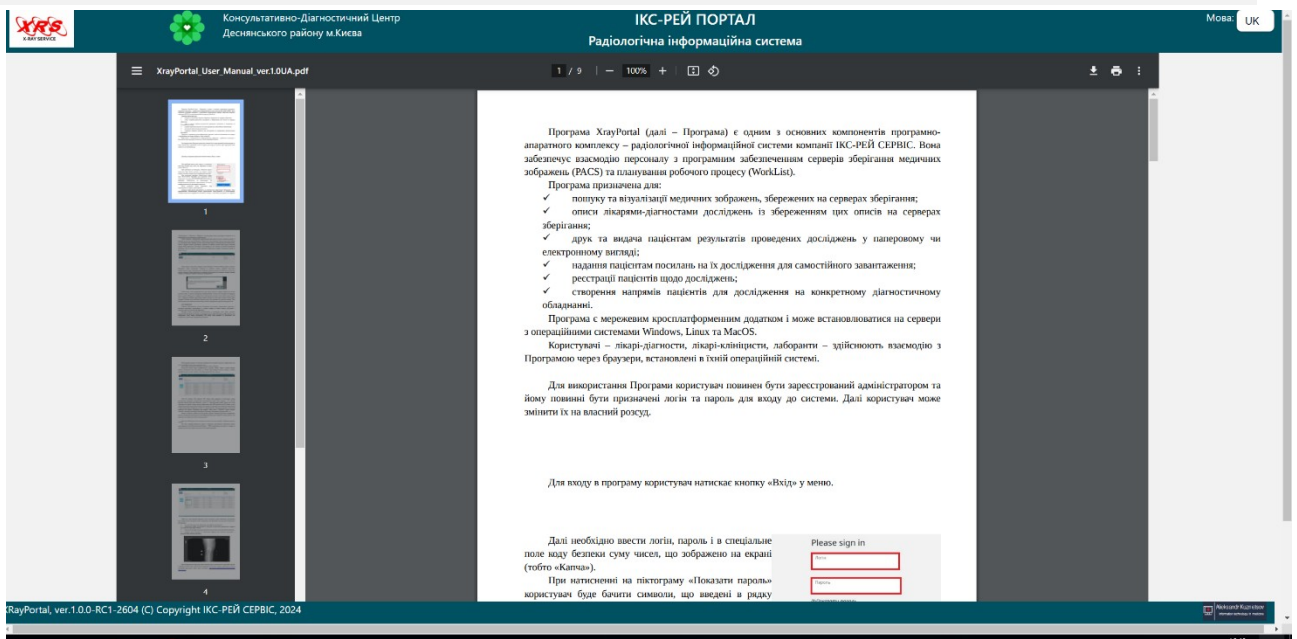 XRS
X-RAY SERVICE
Консультативно-Діагностичний Центр
Деснянського району м.Києва
ІКС-РЕЙ ПОРТАЛ
Радіологічна інформаційна система
Мова:
UK
XrayPortal_User_Manual_ver.1.0UA.pdf
1 / 9
100%
1
2
3
4
Програма XrayPortal (далі – Програма) є одним з основних компонентів програмно-
апаратного комплексу – радіологічної інформаційної системи компанії ІКС-РЕЙ СЕРВІС. Вона
забезпечує взаємодію персоналу з програмним забезпеченням серверів зберігання медичних
зображень (PACS) та планування робочого процесу (WorkList).
Програма призначена для:
✓ пошуку та візуалізації медичних зображень, збережених на серверах зберігання;
✓ описи лікарями-діагностами досліджень із збереженням цих описів на серверах
зберігання;
✓ друк та видача пацієнтам результатів проведених досліджень у паперовому чи
електронному вигляді;
✓ надання пацієнтам посилань на їх дослідження для самостійного завантаження;
✓ реєстрації пацієнтів щодо досліджень;
✓ створення напрямів пацієнтів для дослідження на конкретному діагностичному
обладнанні.
Програма є мережевим кросплатформенним додатком і може встановлюватися на сервери
з операційними системами Windows, Linux та MacOS.
Користувачі – лікарі-діагности, лікарі-клініцисти, лаборанти – здійснюють взаємодію з
Програмою через браузери, встановлені в їхній операційній системі.
Для використання Програми користувач повинен бути зареєстрований адміністратором та
йому повинні бути призначені логін та пароль для входу до системи. Далі користувач може
змінити їх на власний розсуд.
Для входу в програму користувач натискає кнопку «Вхід» у меню.
Далі необхідно ввести логін, пароль і в спеціальне
поле коду безпеки суму чисел, що зображено на екрані
(тобто «Капча»).
При натисненні на піктограму «Показати пароль»
користувач буде бачити символи, що введені в рядку
Please sign in
Логін
Пароль
XRayPortal, ver.1.0.0-RC1-2604 (C) Copyright ІКС-РЕЙ СЕРВІС, 2024